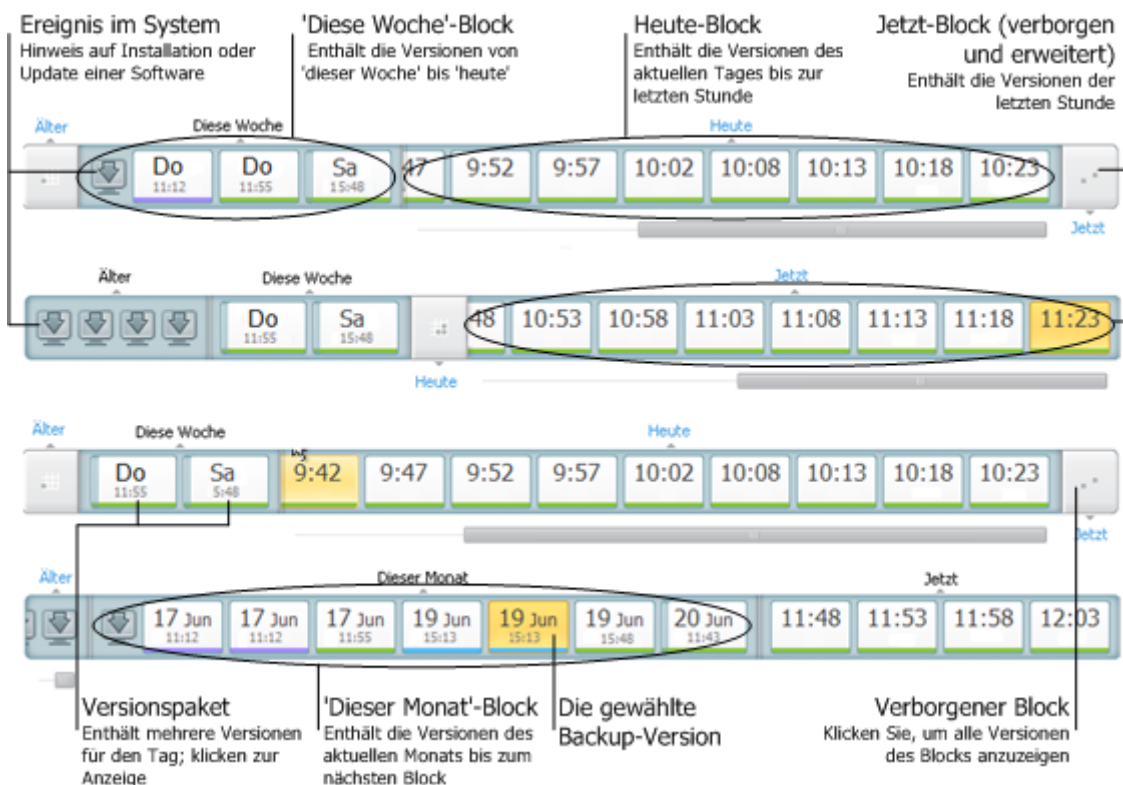 Ereignis im System
Hinweis auf Installation oder
Update einer Software
'Diese Woche'-Block
Enthält die Versionen von
'dieser Woche' bis 'heute'
Heute-Block
Enthält die Versionen des
aktuellen Tages bis zur
letzten Stunde
Jetzt-Block (verborgen
und erweitert)
Enthält die Versionen der
letzten Stunde
Älter Diese Woche Heute
Do Do Sa 47 9:52 9:57 10:02 10:08 10:13 10:18 10:23
11:12 11:55 15:48
Jetzt
Älter Diese Woche Jetzt
Do Sa 48 10:53 10:58 11:03 11:08 11:13 11:18 11:23
11:55 15:48
Heute
Älter Diese Woche Heute
Do Sa 9:42 9:47 9:52 9:57 10:02 10:08 10:13 10:18 10:23
11:55 5:48
Jetzt
Älter Dieser Monat Jetzt
17 Jun 17 Jun 17 Jun 19 Jun 19 Jun 19 Jun 20 Jun 11:48 11:53 11:58 12:03
11:12 11:12 11:55 15:13 15:13 15:48 11:43
Versionspaket
Enthält mehrere Versionen
für den Tag; klicken zur
Anzeige
'Dieser Monat'-Block
Enthält die Versionen des
aktuellen Monats bis zum
nächsten Block
Die gewählte
Backup-Version
Verborgener Block
Klicken Sie, um alle Versionen
des Blocks anzuzeigen